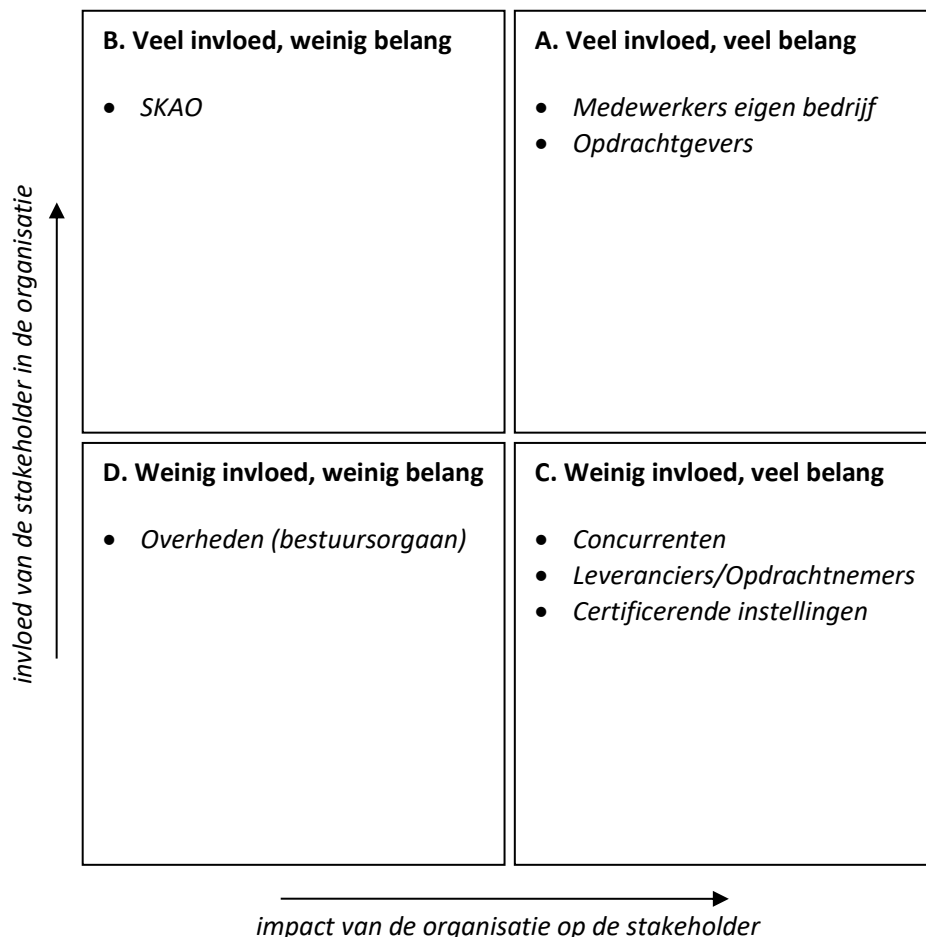 B. Veel invloed, weinig belang
• SKAO
A. Veel invloed, veel belang
• Medewerkers eigen bedrijf
• Opdrachtgevers
invloed van de stakeholder in de organisatie
D. Weinig invloed, weinig belang
• Overheden (bestuursorgaan)
C. Weinig invloed, veel belang
• Concurrenten
• Leveranciers/Opdrachtnemers
• Certificerende instellingen
impact van de organisatie op de stakeholder